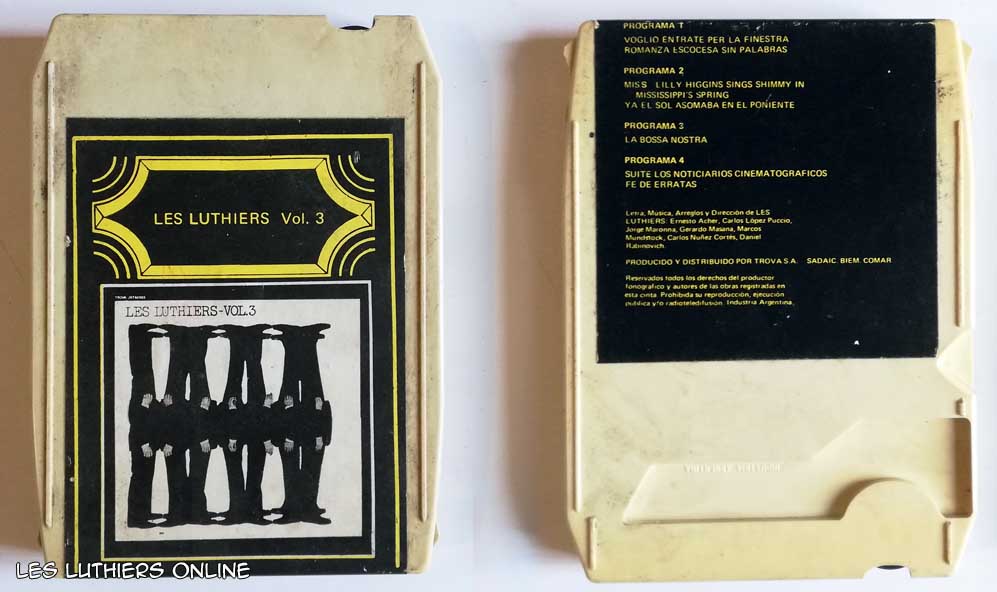 LES LUTHIERS Vol. 3
LES LUTHIERS-VOL.3
LES LUTHIERS ONLINE
PROGRAMA 1
VOGLIO ENTRATE PER LA FINESTRA
ROMANZA ESCOCESA SIN PALABRAS
PROGRAMA 2
MISS LILLY HIGGINS SINGS SHIMMY IN
MISSISSIPPI'S SPRING
YA EL SOL ASOMABA EN EL PONIENTE
PROGRAMA 3
LA BOSSA NOSTRA
PROGRAMA 4
SUITE LOS NOTICIARIOS CINEMATOGRAFICOS
FE DE ERRATAS
Letra, Musica, Arreglos y Dirección de LES
LUTHIERS: Ernesto Acher, Carlos López Puccio,
Jorge Maronna, Gerardo Masana, Marcos
Mundstock, Carlos Nuñez Cortés, Daniel
Rabinovich.
PRODUCIDO Y DISTRIBUIDO POR TROVA S.A. SADAIC. BIEM. COMAR
Reservados todos los derechos del productor
fonografico y autores de las obras registradas en
esta cinta. Prohibida su reproducción, ejecución
publica y/o radioteledifusión. Industria Argentina.